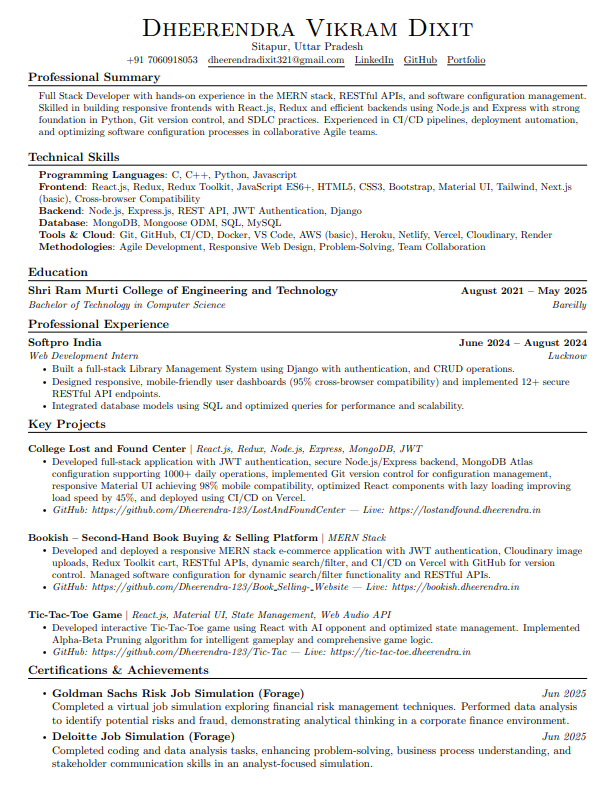 Dheerendra Vikram Dixit
Sitapur, Uttar Pradesh
+91 7060918053 dheerendradixit321@gmail.com LinkedIn GitHub Portfolio
Professional Summary
Full Stack Developer with hands-on experience in the MERN stack, RESTful APIs, and software configuration management.
Skilled in building responsive frontends with React.js, Redux and efficient backends using Node.js and Express with strong
foundation in Python, Git version control, and SDLC practices. Experienced in CI/CD pipelines, deployment automation,
and optimizing software configuration processes in collaborative Agile teams.
Technical Skills
Programming Languages: C, C++, Python, Javascript
Frontend: React.js, Redux, Redux Toolkit, JavaScript ES6+, HTML5, CSS3, Bootstrap, Material UI, Tailwind, Next.js
(basic), Cross-browser Compatibility
Backend: Node.js, Express.js, REST API, JWT Authentication, Django
Database: MongoDB, Mongoose ODM, SQL, MySQL
Tools & Cloud: Git, GitHub, CI/CD, Docker, VS Code, AWS (basic), Heroku, Netlify, Vercel, Cloudinary, Render
Methodologies: Agile Development, Responsive Web Design, Problem-Solving, Team Collaboration
Education
Shri Ram Murti College of Engineering and Technology August 2021 – May 2025
Bachelor of Technology in Computer Science Bareilly
Professional Experience
Softpro India June 2024 – August 2024
Web Development Intern Lucknow
• Built a full-stack Library Management System using Django with authentication, and CRUD operations.
• Designed responsive, mobile-friendly user dashboards (95% cross-browser compatibility) and implemented 12+ secure
RESTful API endpoints.
• Integrated database models using SQL and optimized queries for performance and scalability.
Key Projects
College Lost and Found Center | React.js, Redux, Node.js, Express, MongoDB, JWT
• Developed full-stack application with JWT authentication, secure Node.js/Express backend, MongoDB Atlas
configuration supporting 1000+ daily operations, implemented Git version control for configuration management,
responsive Material UI achieving 98% mobile compatibility, optimized React components with lazy loading improving
load speed by 45%, and deployed using CI/CD on Vercel.
• GitHub: https://github.com/Dheerendra-123/LostAndFoundCenter — Live: https://lostandfound.dheerendra.in
Bookish – Second-Hand Book Buying & Selling Platform | MERN Stack
• Developed and deployed a responsive MERN stack e-commerce application with JWT authentication, Cloudinary image
uploads, Redux Toolkit cart, RESTful APIs, dynamic search/filter, and CI/CD on Vercel with GitHub for version
control. Managed software configuration for dynamic search/filter functionality and RESTful APIs.
• GitHub: https://github.com/Dheerendra-123/Book_Selling-_Website — Live: https://bookish.dheerendra.in
Tic-Tac-Toe Game | React.js, Material UI, State Management, Web Audio API
• Developed interactive Tic-Tac-Toe game using React with AI opponent and optimized state management. Implemented
Alpha-Beta Pruning algorithm for intelligent gameplay and comprehensive game logic.
• GitHub: https://github.com/Dheerendra-123/Tic-Tac — Live: https://tic-tac-toe.dheerendra.in
Certifications & Achievements
• Goldman Sachs Risk Job Simulation (Forage) Jun 2025
Completed a virtual job simulation exploring financial risk management techniques. Performed data analysis
to identify potential risks and fraud, demonstrating analytical thinking in a corporate finance environment.
• Deloitte Job Simulation (Forage) Jun 2025
Completed coding and data analysis tasks, enhancing problem-solving, business process understanding, and
stakeholder communication skills in an analyst-focused simulation.